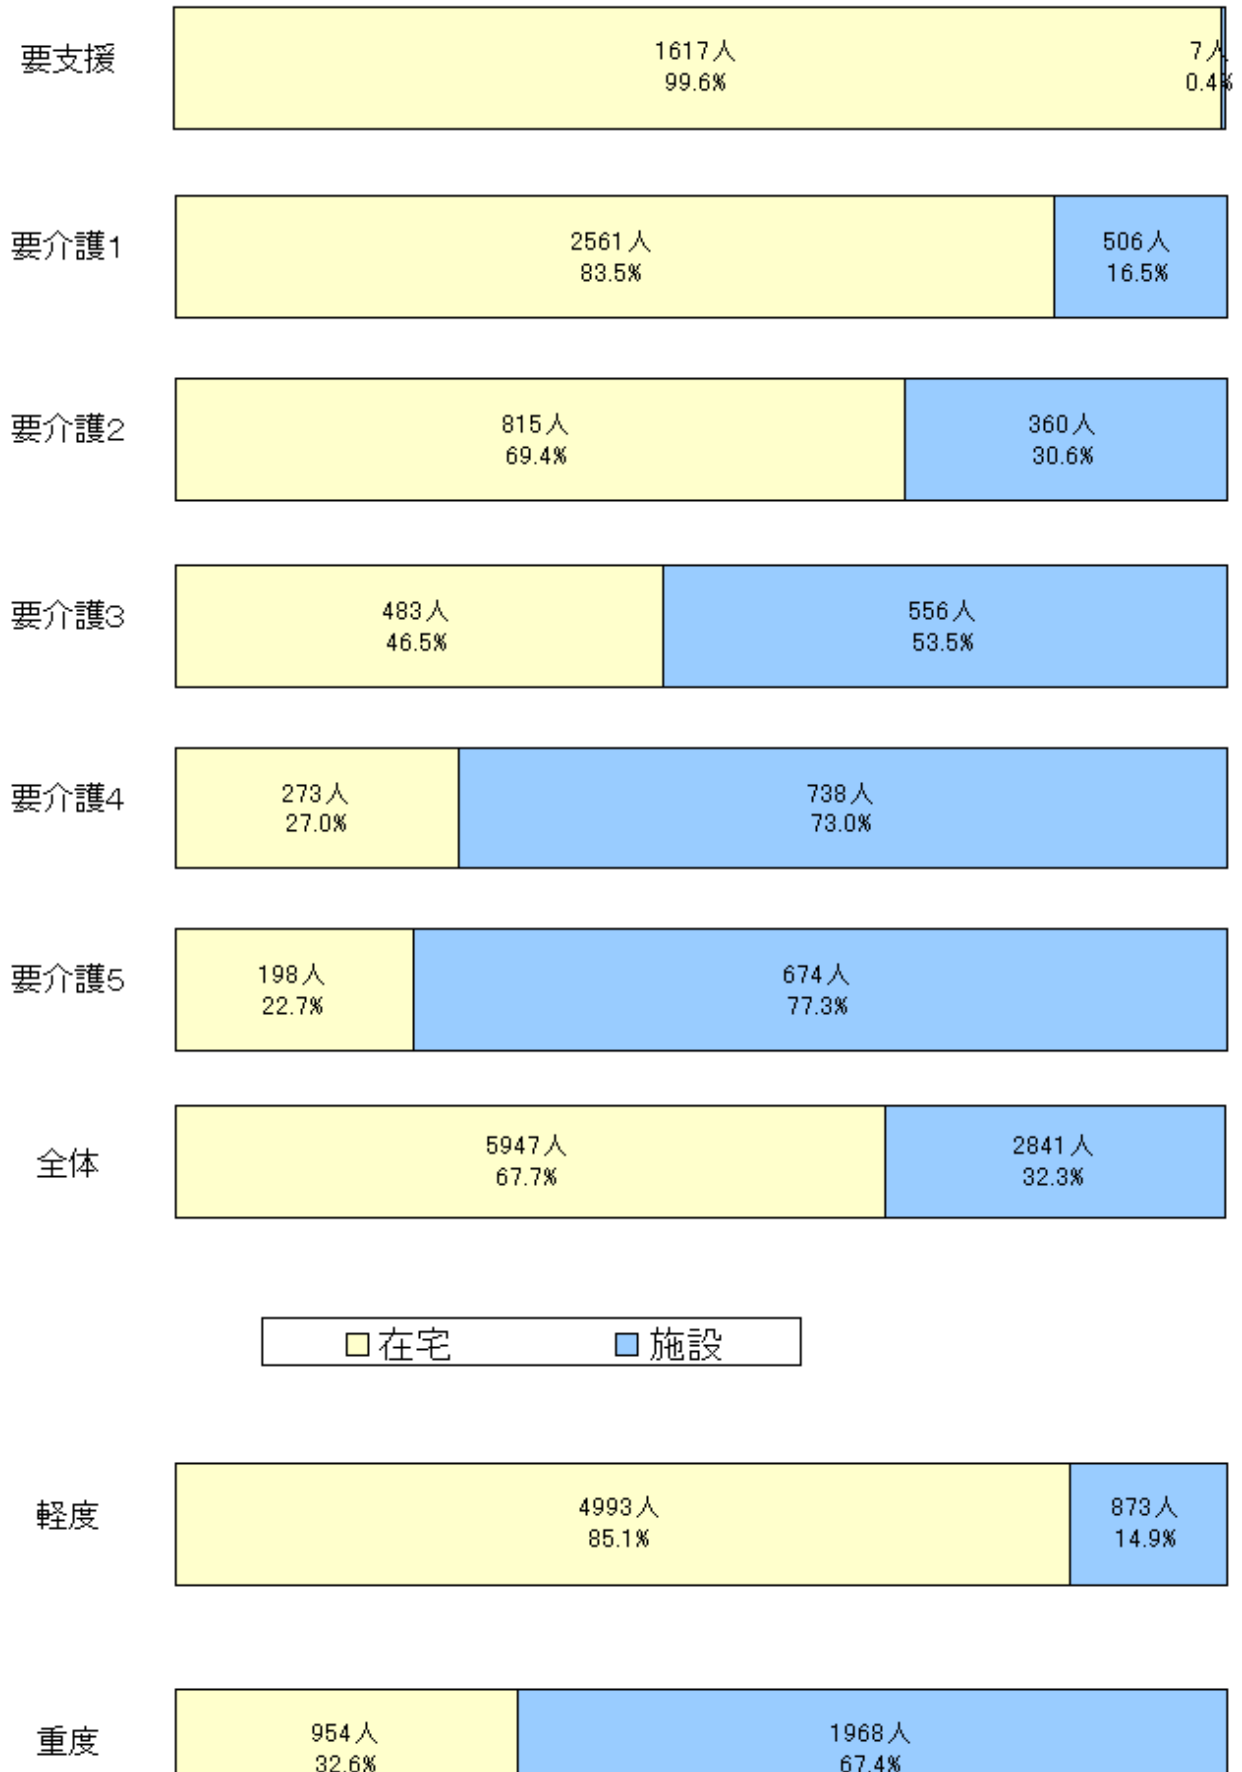 要支援
1617人
99.6%
7人
0.4%
要介護1
2561人
83.5%
506人
16.5%
要介護2
815人
69.4%
360人
30.6%
要介護3
483人
46.5%
556人
53.5%
要介護4
273人
27.0%
738人
73.0%
要介護5
198人
22.7%
674人
77.3%
全体
5947人
67.7%
2841人
32.3%
在宅 施設
軽度
4993人
85.1%
873人
14.9%
重度
954人
32.6%
1968人
67.4%